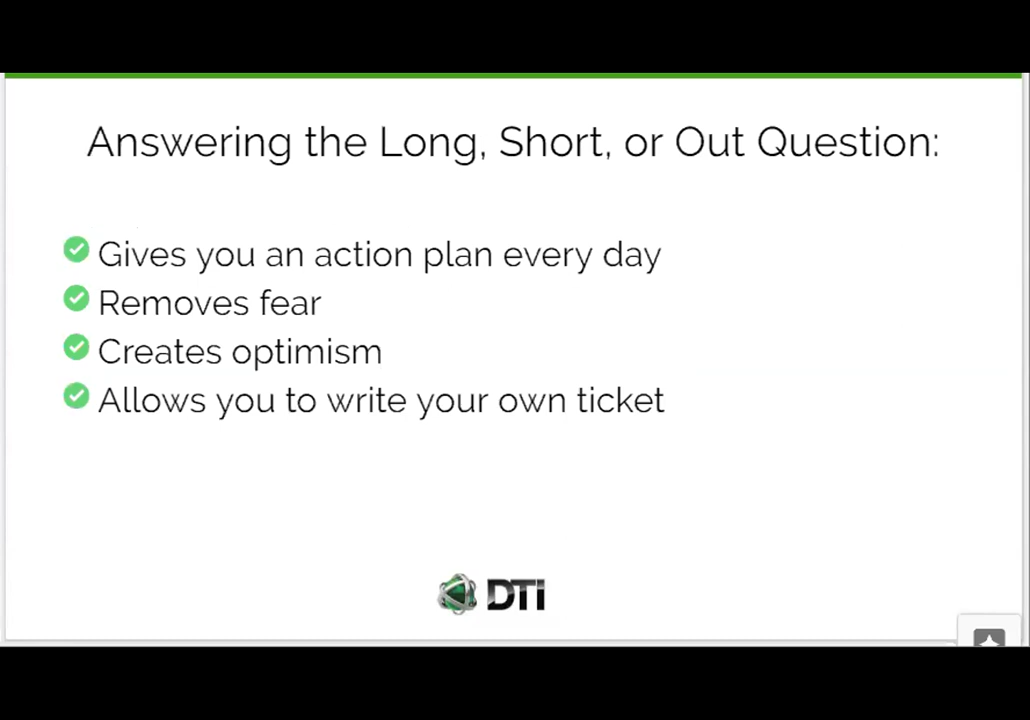 Answering the Long, Short, or Out Question:
Gives you an action plan every day
Removes fear
Creates optimism
Allows you to write your own ticket
DTI